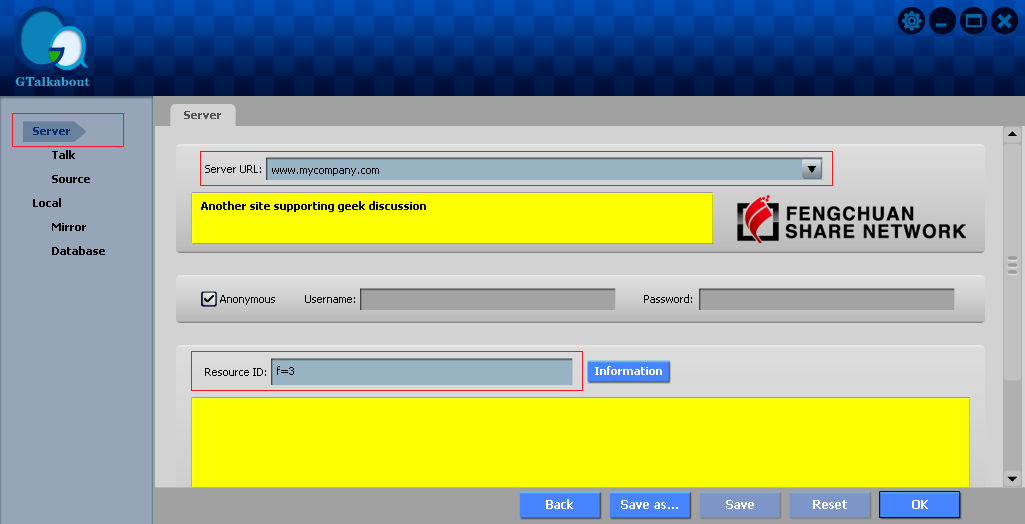 GTalkabout
Server
Talk
Source
Local
Mirror
Database
Server
Server URL: www.mycompany.com
Another site supporting geek discussion
FENGCHUAN
SHARE NETWORK
Anonymous Username: Password:
Resource ID: f=3 Information
Back Save as... Save Reset OK